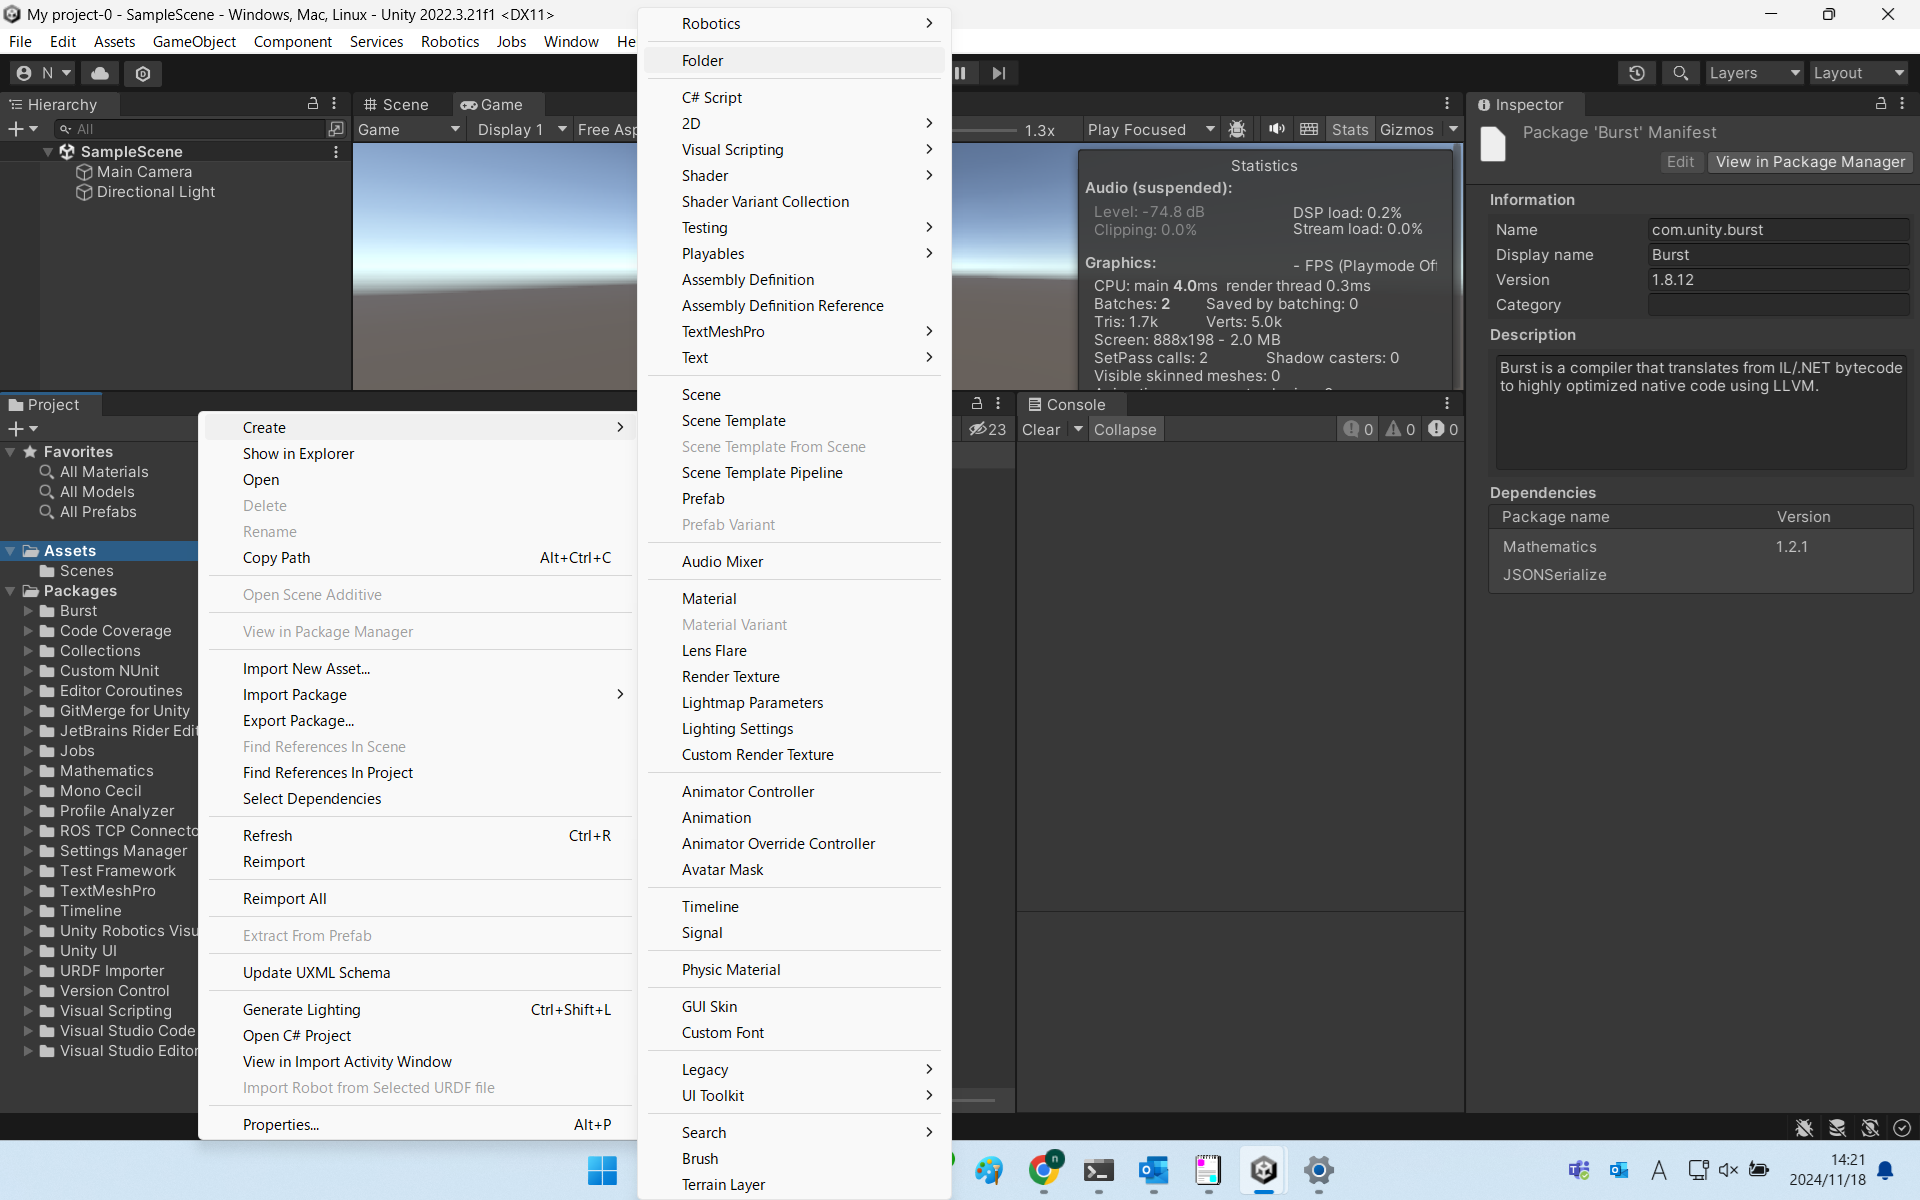 My project-0 - SampleScene - Windows, Mac, Linux - Unity 2022.3.21f1 <DX11>
File Edit Assets GameObject Component Services Robotics Jobs Window He
N Layers Layout
Hierarchy
All
SampleScene
Main Camera
Directional Light
Scene Game
Game Display 1 Free Asp 1.3x Play Focused Stats Gizmos
Statistics
Audio (suspended):
Level: -74.8 dB DSP load: 0.2%
Clipping: 0.0% Stream load: 0.0%
Graphics: - FPS (Playmode Off
CPU: main 4.0ms render thread 0.3ms
Batches: 2 Saved by batching: 0
Tris: 1.7k Verts: 5.0k
Screen: 888x198 - 2.0 MB
SetPass calls: 2 Shadow casters: 0
Visible skinned meshes: 0
Inspector
Package 'Burst' Manifest
Edit View in Package Manager
Information
Name com.unity.burst
Display name Burst
Version 1.8.12
Category
Description
Burst is a compiler that translates from IL/.NET bytecode
to highly optimized native code using LLVM.
Dependencies
Package name Version
Mathematics 1.2.1
JSONSerialize
Project
23
Favorites
All Materials
All Models
All Prefabs
Assets
Scenes
Packages
Burst
Code Coverage
Collections
Custom NUnit
Editor Coroutines
GitMerge for Unity
JetBrains Rider Edit
Jobs
Mathematics
Mono Cecil
Profile Analyzer
ROS TCP Connecto
Settings Manager
Test Framework
TextMeshPro
Timeline
Unity Robotics Visu
Unity UI
URDF Importer
Version Control
Visual Scripting
Visual Studio Code
Visual Studio Editor
Create
Show in Explorer
Open
Delete
Rename
Copy Path Alt+Ctrl+C
Open Scene Additive
View in Package Manager
Import New Asset...
Import Package
Export Package...
Find References In Scene
Find References In Project
Select Dependencies
Refresh Ctrl+R
Reimport
Reimport All
Extract From Prefab
Update UXML Schema
Generate Lighting Ctrl+Shift+L
Open C# Project
View in Import Activity Window
Import Robot from Selected URDF file
Properties... Alt+P
Robotics
Folder
C# Script
2D
Visual Scripting
Shader
Shader Variant Collection
Testing
Playables
Assembly Definition
Assembly Definition Reference
TextMeshPro
Text
Scene
Scene Template
Scene Template From Scene
Scene Template Pipeline
Prefab
Prefab Variant
Audio Mixer
Material
Material Variant
Lens Flare
Render Texture
Lightmap Parameters
Lighting Settings
Custom Render Texture
Animator Controller
Animation
Animator Override Controller
Avatar Mask
Timeline
Signal
Physic Material
GUI Skin
Custom Font
Legacy
UI Toolkit
Search
Brush
Terrain Layer
Console
Clear Collapse 0 0 0
n
A
14:21
2024/11/18